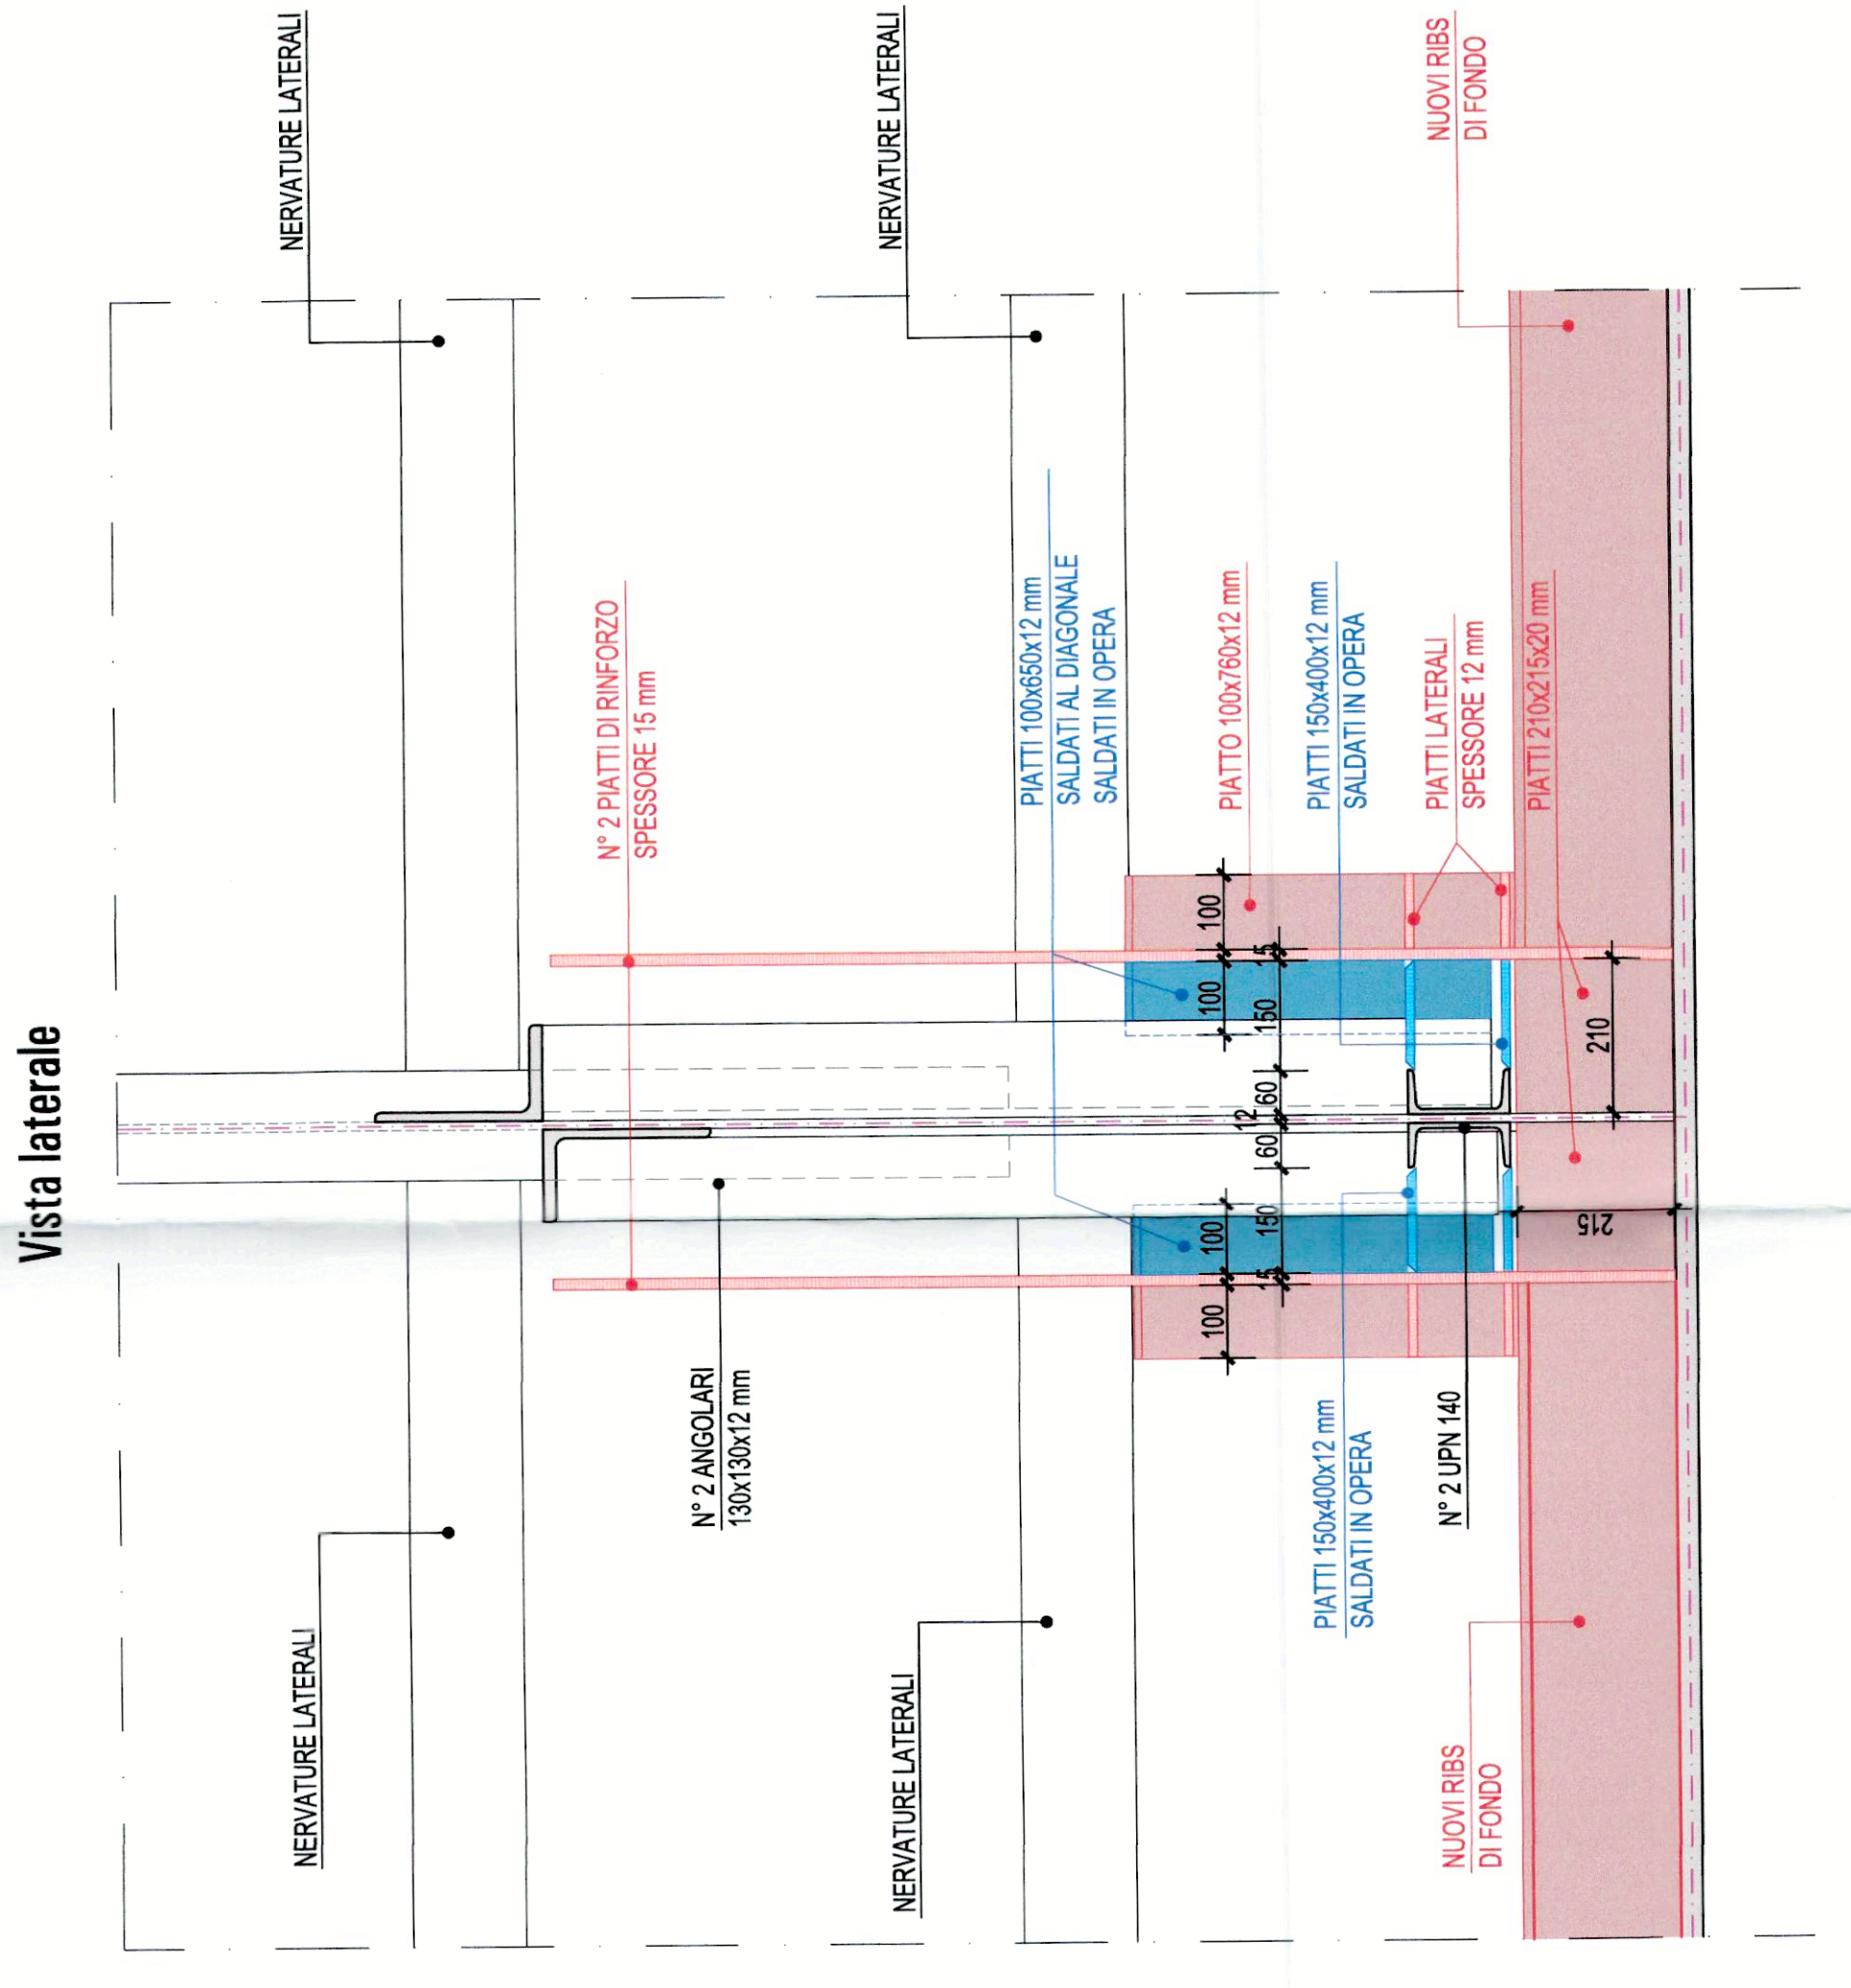 Vista laterale
NERVATURE LATERALI
NERVATURE LATERALI
NUOVI RIBS
DI FONDO
N° 2 PIATTI DI RINFORZO
SPESSORE 15 mm
PIATTI 100x650x12 mm
SALDATI AL DIAGONALE
SALDATI IN OPERA
PIATTO 100x760x12 mm
PIATTI 150x400x12 mm
SALDATI IN OPERA
PIATTI LATERALI
SPESSORE 12 mm
PIATTI 210x215x20 mm
100
15
100
150
60
12
60
150
100
15
100
210
215
N° 2 ANGOLARI
130x130x12 mm
PIATTI 150x400x12 mm
SALDATI IN OPERA
N° 2 UPN 140
NERVATURE LATERALI
NERVATURE LATERALI
NUOVI RIBS
DI FONDO